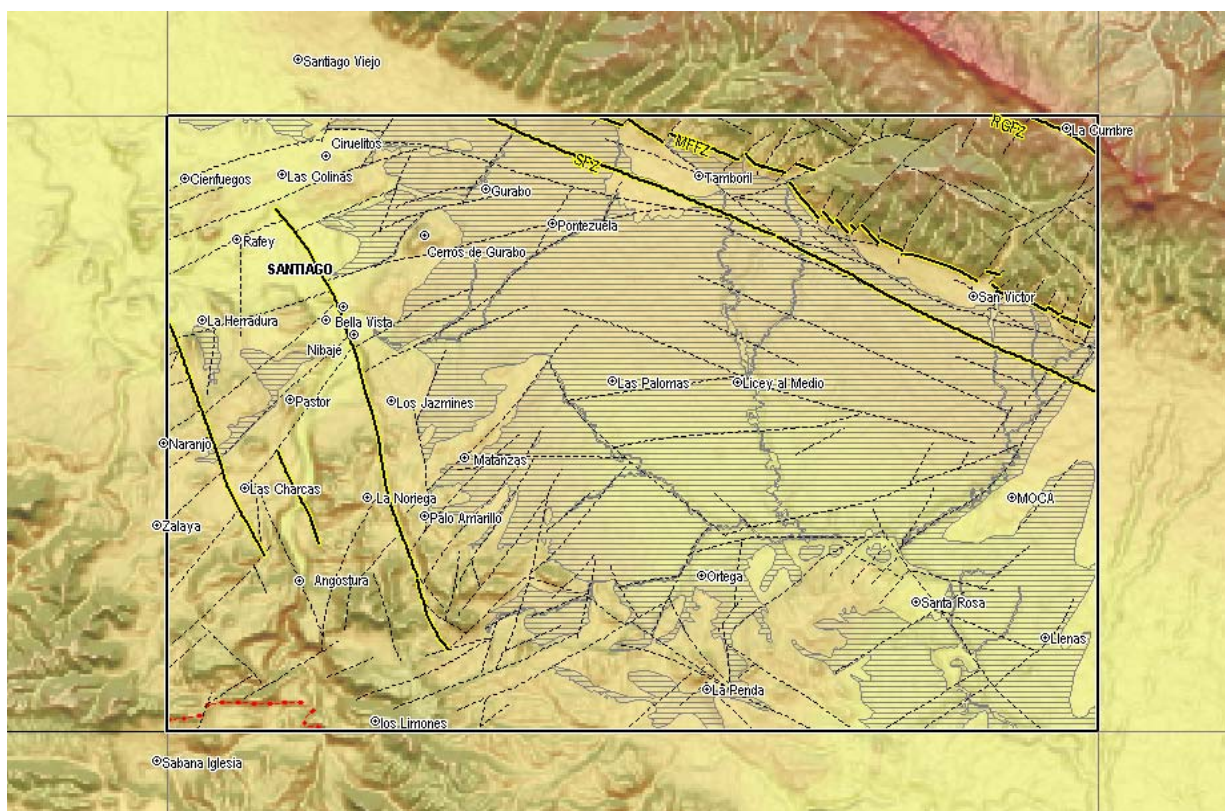 Santiago Viejo
RGFZ
La Cumbre
Ciruelitos
MFFZ
SFZ
Cienfuegos
Las Colinas
Tamboril
Gurabo
Pontezuela
Rafey
Cerros de Gurabo
SANTIAGO
San Victor
La Herradura
Bella Vista
Nibaje
Las Palomas
Licey al Medio
Pastor
Los Jazmines
Naranjo
Matanzas
Las Charcas
La Noriega
MOCA
Palo Amarillo
Zalaya
Angostura
Ortega
Santa Rosa
Llenas
La Penda
los Limones
Sabana Iglesia